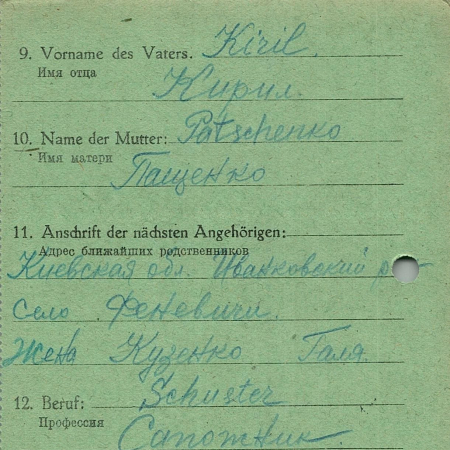 9. Vorname des Vaters. Kiril.
Имя отца
Кирил.
10. Name der Mutter: Patschenko
Имя матери
Пащенко
11. Anschrift der nächsten Angehörigen:
Адрес ближайших родственников
Киевская обл. Иванковский
Село Феневичи.
Жена Кузенко Галя.
12. Beruf: Schuster
Профессия
Сапожник.